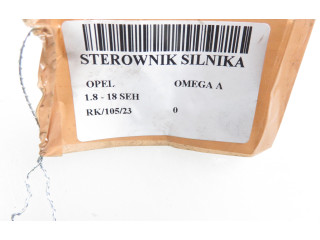 STEROWNIK SILNIKA
OPEL OMEGA A
1.8 - 18 SEH
RK/105/23 0